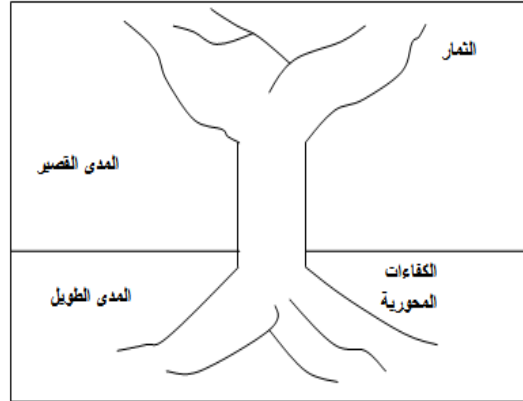 الثمار
المدى القصير
الكفاءات
المحورية
المدى الطويل